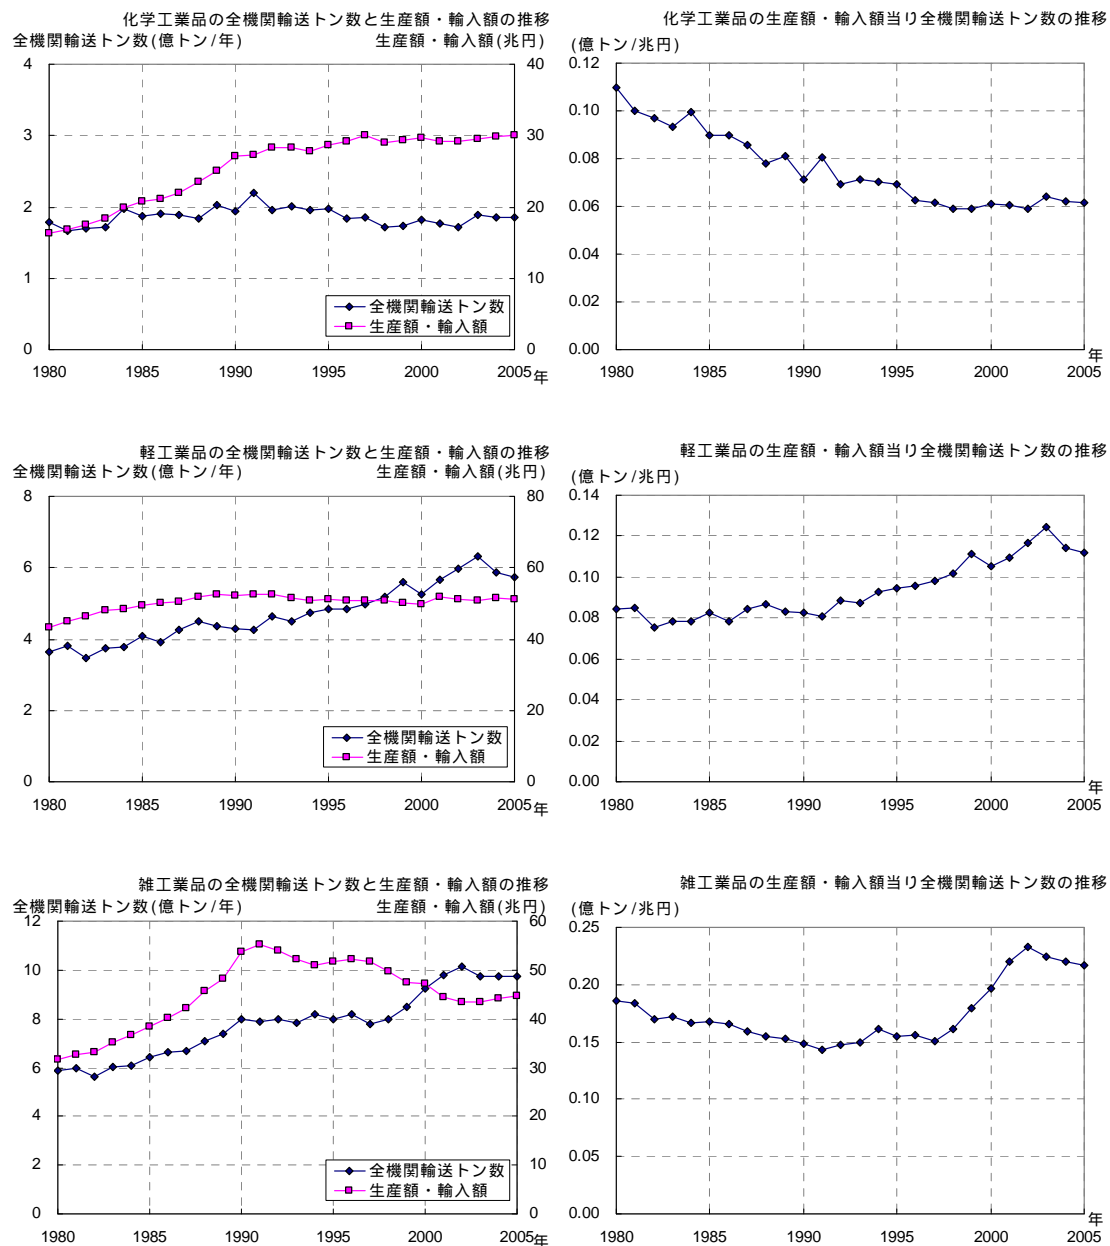 化学工業品の全機関輸送トン数と生産額・輸入額の推移
全機関輸送トン数(億トン/年) 生産額・輸入額(兆円)
4 40
3 30
2 20
1 10
0 0
全機関輸送トン数
生産額・輸入額
1980 1985 1990 1995 2000 2005 年
化学工業品の生産額・輸入額当り全機関輸送トン数の推移
(億トン/兆円)
0.12
0.10
0.08
0.06
0.04
0.02
0.00
年
1980 1985 1990 1995 2000 2005
軽工業品の全機関輸送トン数と生産額・輸入額の推移
全機関輸送トン数(億トン/年) 生産額・輸入額(兆円)
8 80
6 60
4 40
2 20
0 0
全機関輸送トン数
生産額・輸入額
1980 1985 1990 1995 2000 2005 年
軽工業品の生産額・輸入額当り全機関輸送トン数の推移
(億トン/兆円)
0.14
0.12
0.10
0.08
0.06
0.04
0.02
0.00
年
1980 1985 1990 1995 2000 2005
雑工業品の全機関輸送トン数と生産額・輸入額の推移
全機関輸送トン数(億トン/年) 生産額・輸入額(兆円)
12 60
10 50
8 40
6 30
4 20
2 10
0 0
全機関輸送トン数
生産額・輸入額
1980 1985 1990 1995 2000 2005 年
雑工業品の生産額・輸入額当り全機関輸送トン数の推移
(億トン/兆円)
0.25
0.20
0.15
0.10
0.05
0.00
年
1980 1985 1990 1995 2000 2005